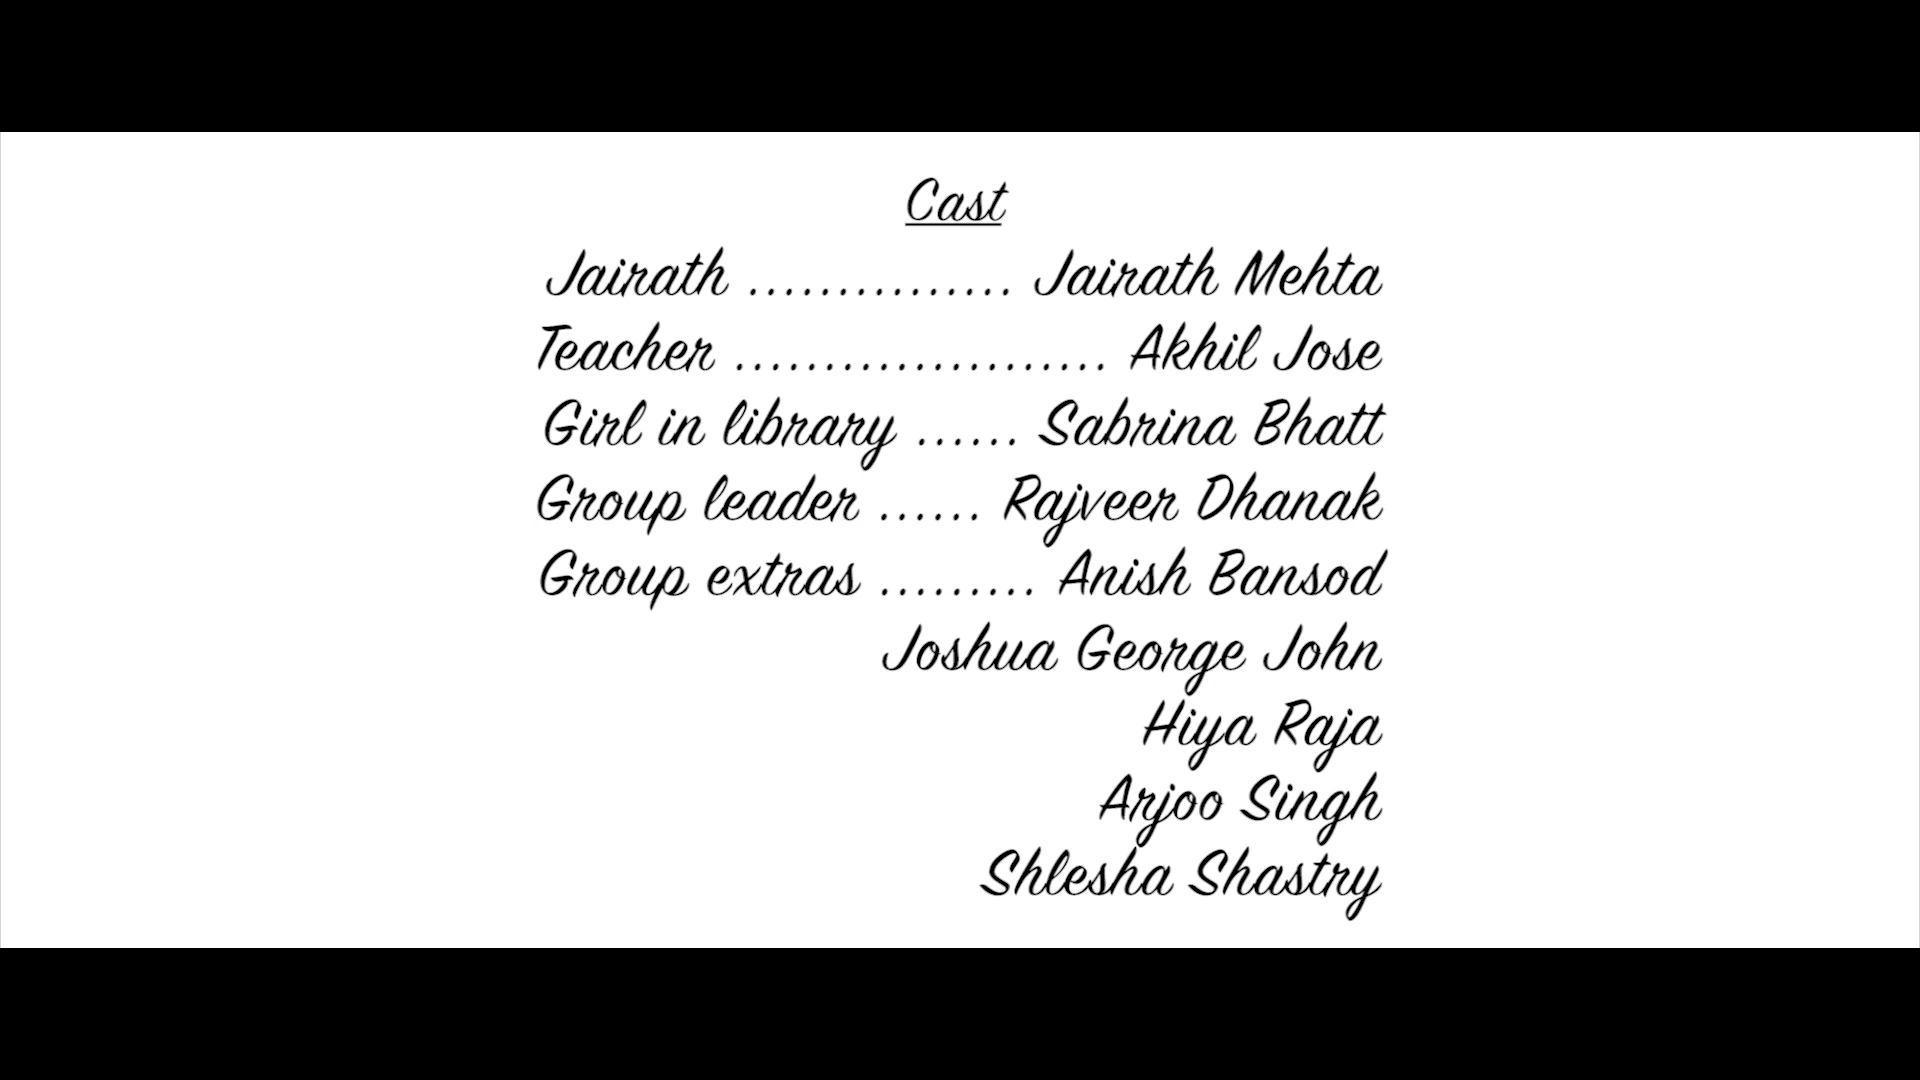 Cast
Jairath ............... Jairath Mehta
Teacher ..................... Akhil Jose
Girl in library ...... Sabrina Bhatt
Group leader ...... Rajveer Dhanak
Group extras ......... Anish Bansod
Joshua George John
Hiya Raja
Arjoo Singh
Shlesha Shastry